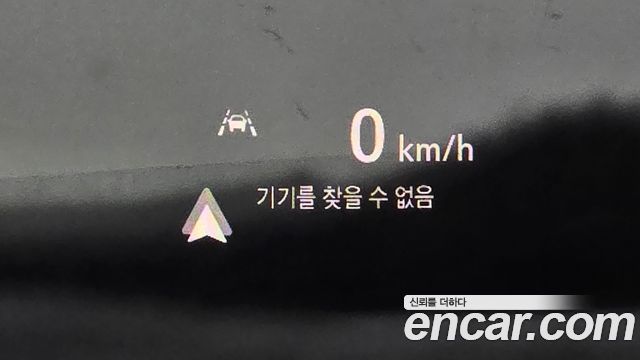 0 km/h
기기를 찾을 수 없음
신뢰를 더하다
encar.com